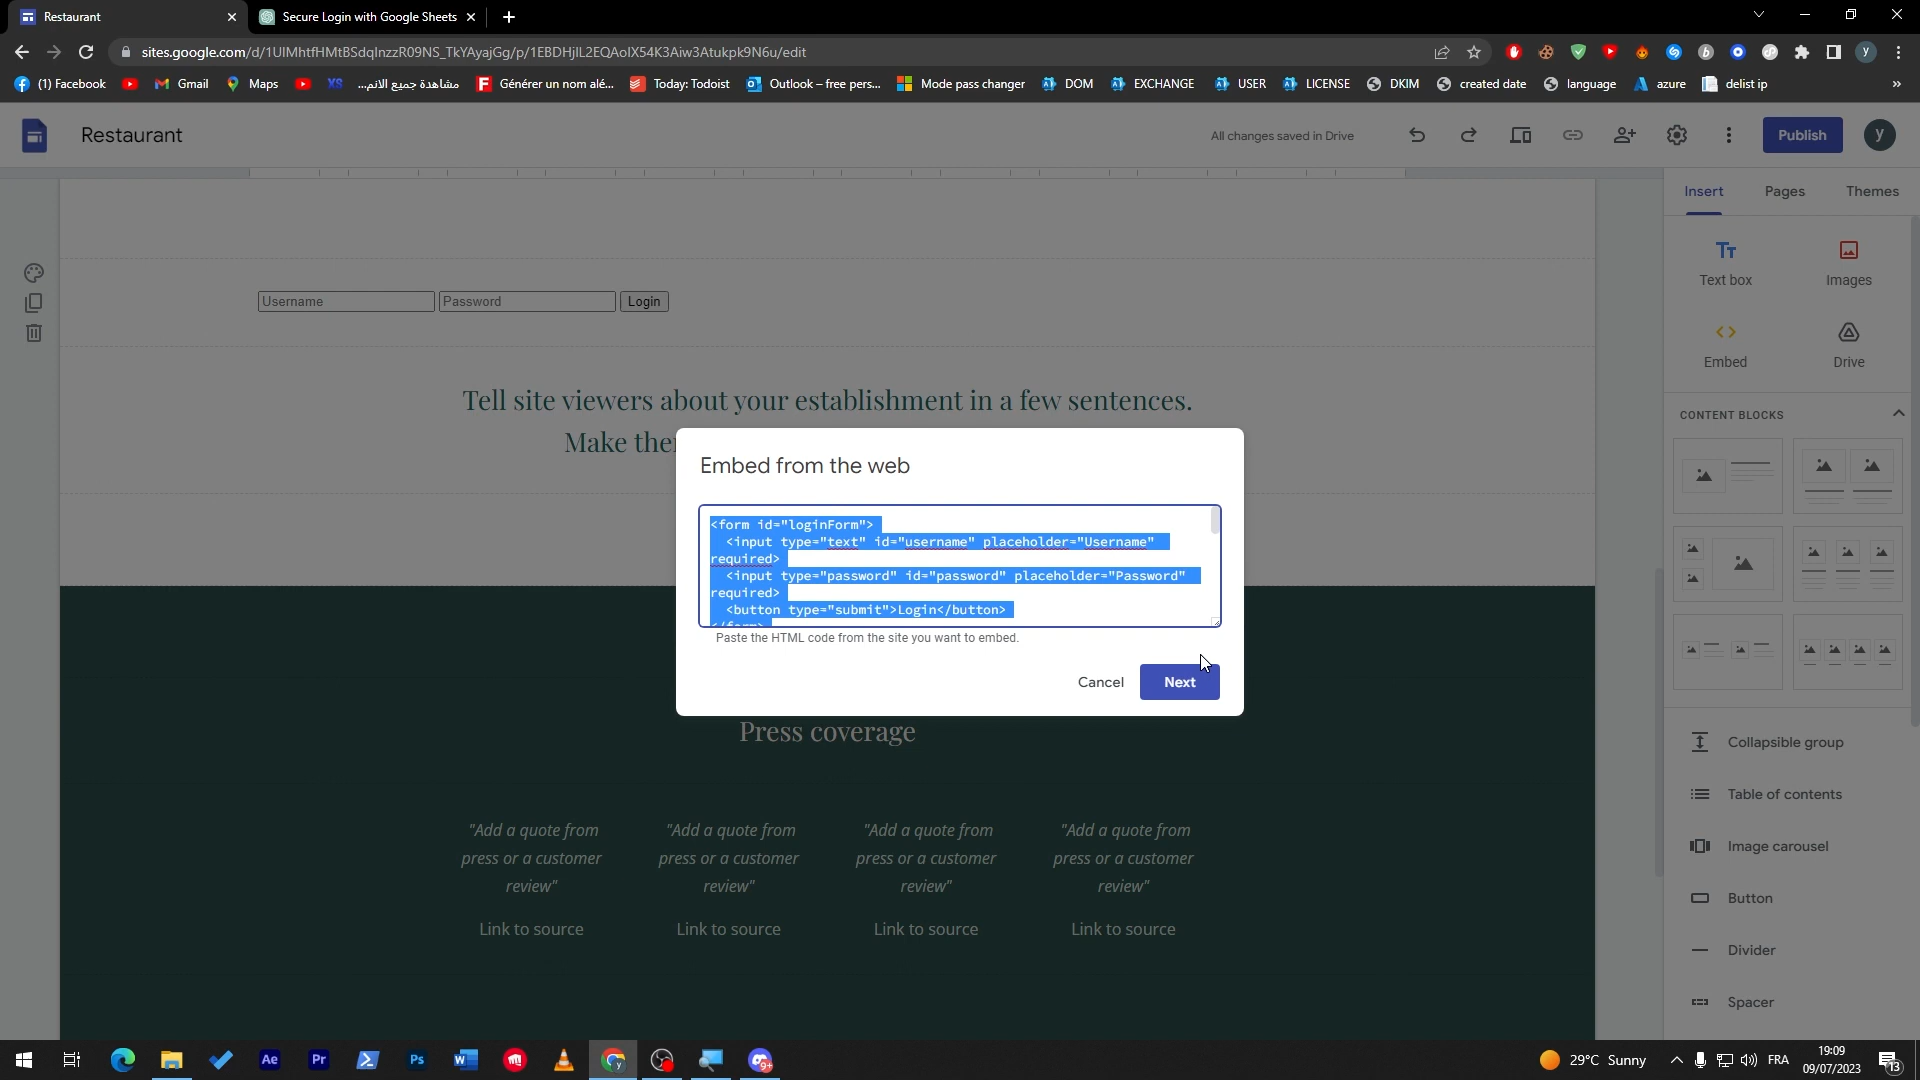 Restaurant
Secure Login with Google Sheets
sites.google.com/d/1UIMhtfHMtBSdqlnzzR09NS_TkYAyajGg/p/1EBDHjlL2EQAolX54K3Aiw3Atukpk9N6u/edit
y
(1) Facebook
Gmail
Maps
XS
مشاهدة جميع الانم...
Générer un nom alé...
Today: Todoist
Outlook – free pers...
Mode pass changer
DOM
EXCHANGE
USER
LICENSE
DKIM
created date
language
azure
delist ip
»
Restaurant
All changes saved in Drive
Publish
y
Insert
Pages
Themes
Text box
Images
Embed
Drive
CONTENT BLOCKS
Username
Password
Login
Tell site viewers about your establishment in a few sentences.
Make the
Embed from the web
<form id="loginForm">
<input type="text" id="username" placeholder="Username"
required>
<input type="password" id="password" placeholder="Password"
required>
<button type="submit">Login</button>
</form>
Paste the HTML code from the site you want to embed.
Cancel
Next
Press coverage
"Add a quote from
press or a customer
review"
Link to source
"Add a quote from
press or a customer
review"
Link to source
"Add a quote from
press or a customer
review"
Link to source
"Add a quote from
press or a customer
review"
Link to source
Collapsible group
Table of contents
Image carousel
Button
Divider
Spacer
Ae
Pr
Ps
W
9+
29°C Sunny
FRA
19:09
09/07/2023
13